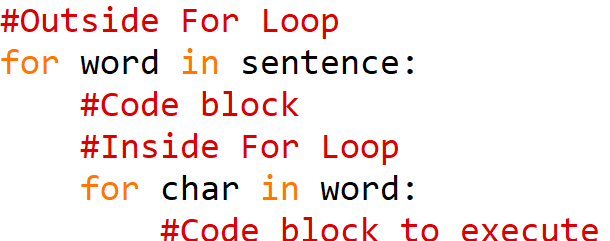 #Outside For Loop
for word in sentence:
    #Code block
    #Inside For Loop
    for char in word:
        #Code block to execute